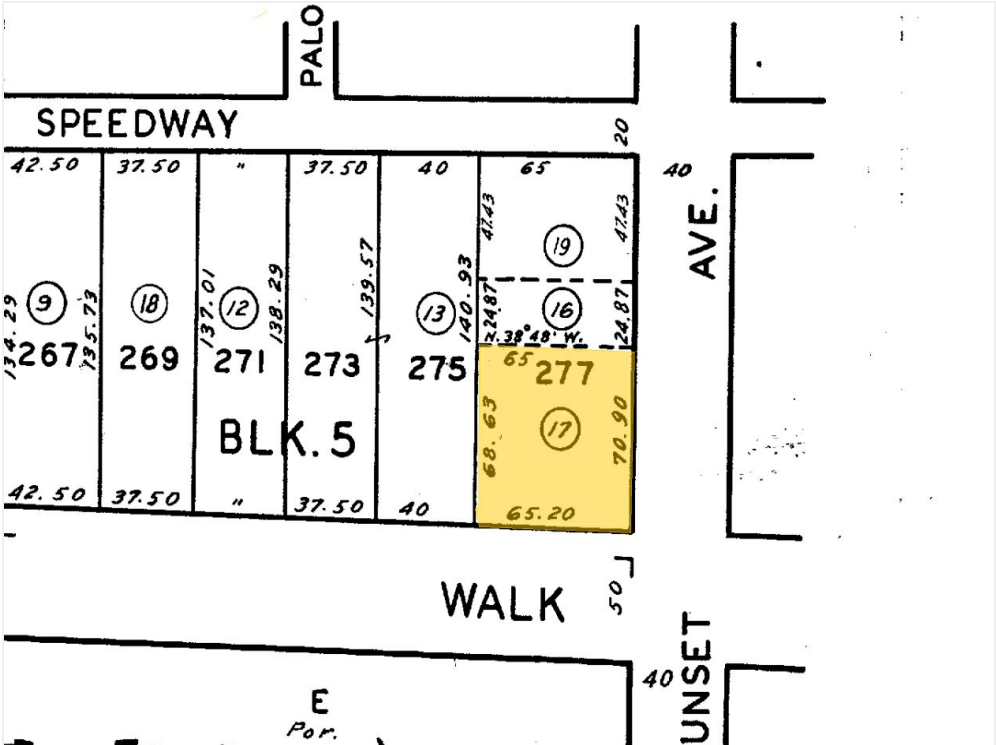 PALO
SPEEDWAY
20
42.50 37.50 " 37.50 40 65 40
47.43 47.43
AVE.
19
134.29 9 135.73 18 137.01 12 138.29 139.57 13 140.93 24.87 16 24.87
N. 38° 48' W.
267 269 271 273 275 65 277
BLK. 5
68.63 17 70.90
42.50 37.50 " 37.50 40 65.20
WALK
50
UNSET
40
E
Por.